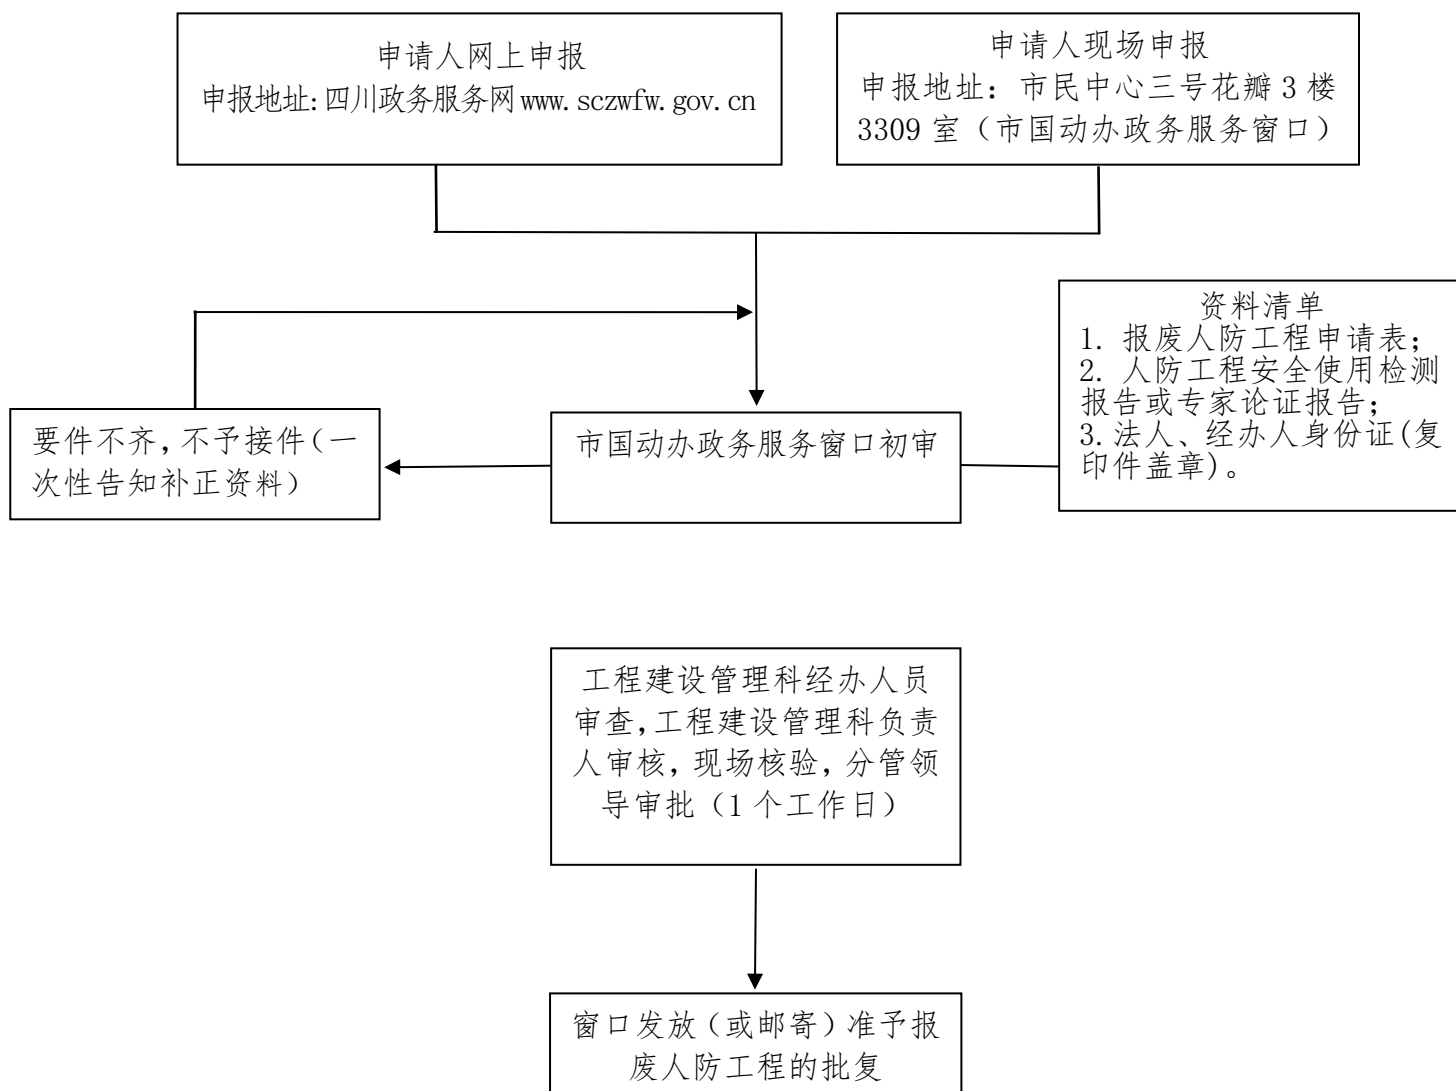 申请人网上申报
申报地址:四川政务服务网www.sczwfw.gov.cn
申请人现场申报
申报地址：市民中心三号花瓣3楼
3309室（市国动办政务服务窗口）
资料清单
1. 报废人防工程申请表；
2. 人防工程安全使用检测
报告或专家论证报告；
3.法人、经办人身份证(复
印件盖章)。
要件不齐,不予接件(一
次性告知补正资料)
市国动办政务服务窗口初审
工程建设管理科经办人员
审查,工程建设管理科负责
人审核,现场核验,分管领
导审批（1个工作日）
窗口发放（或邮寄）准予报
废人防工程的批复